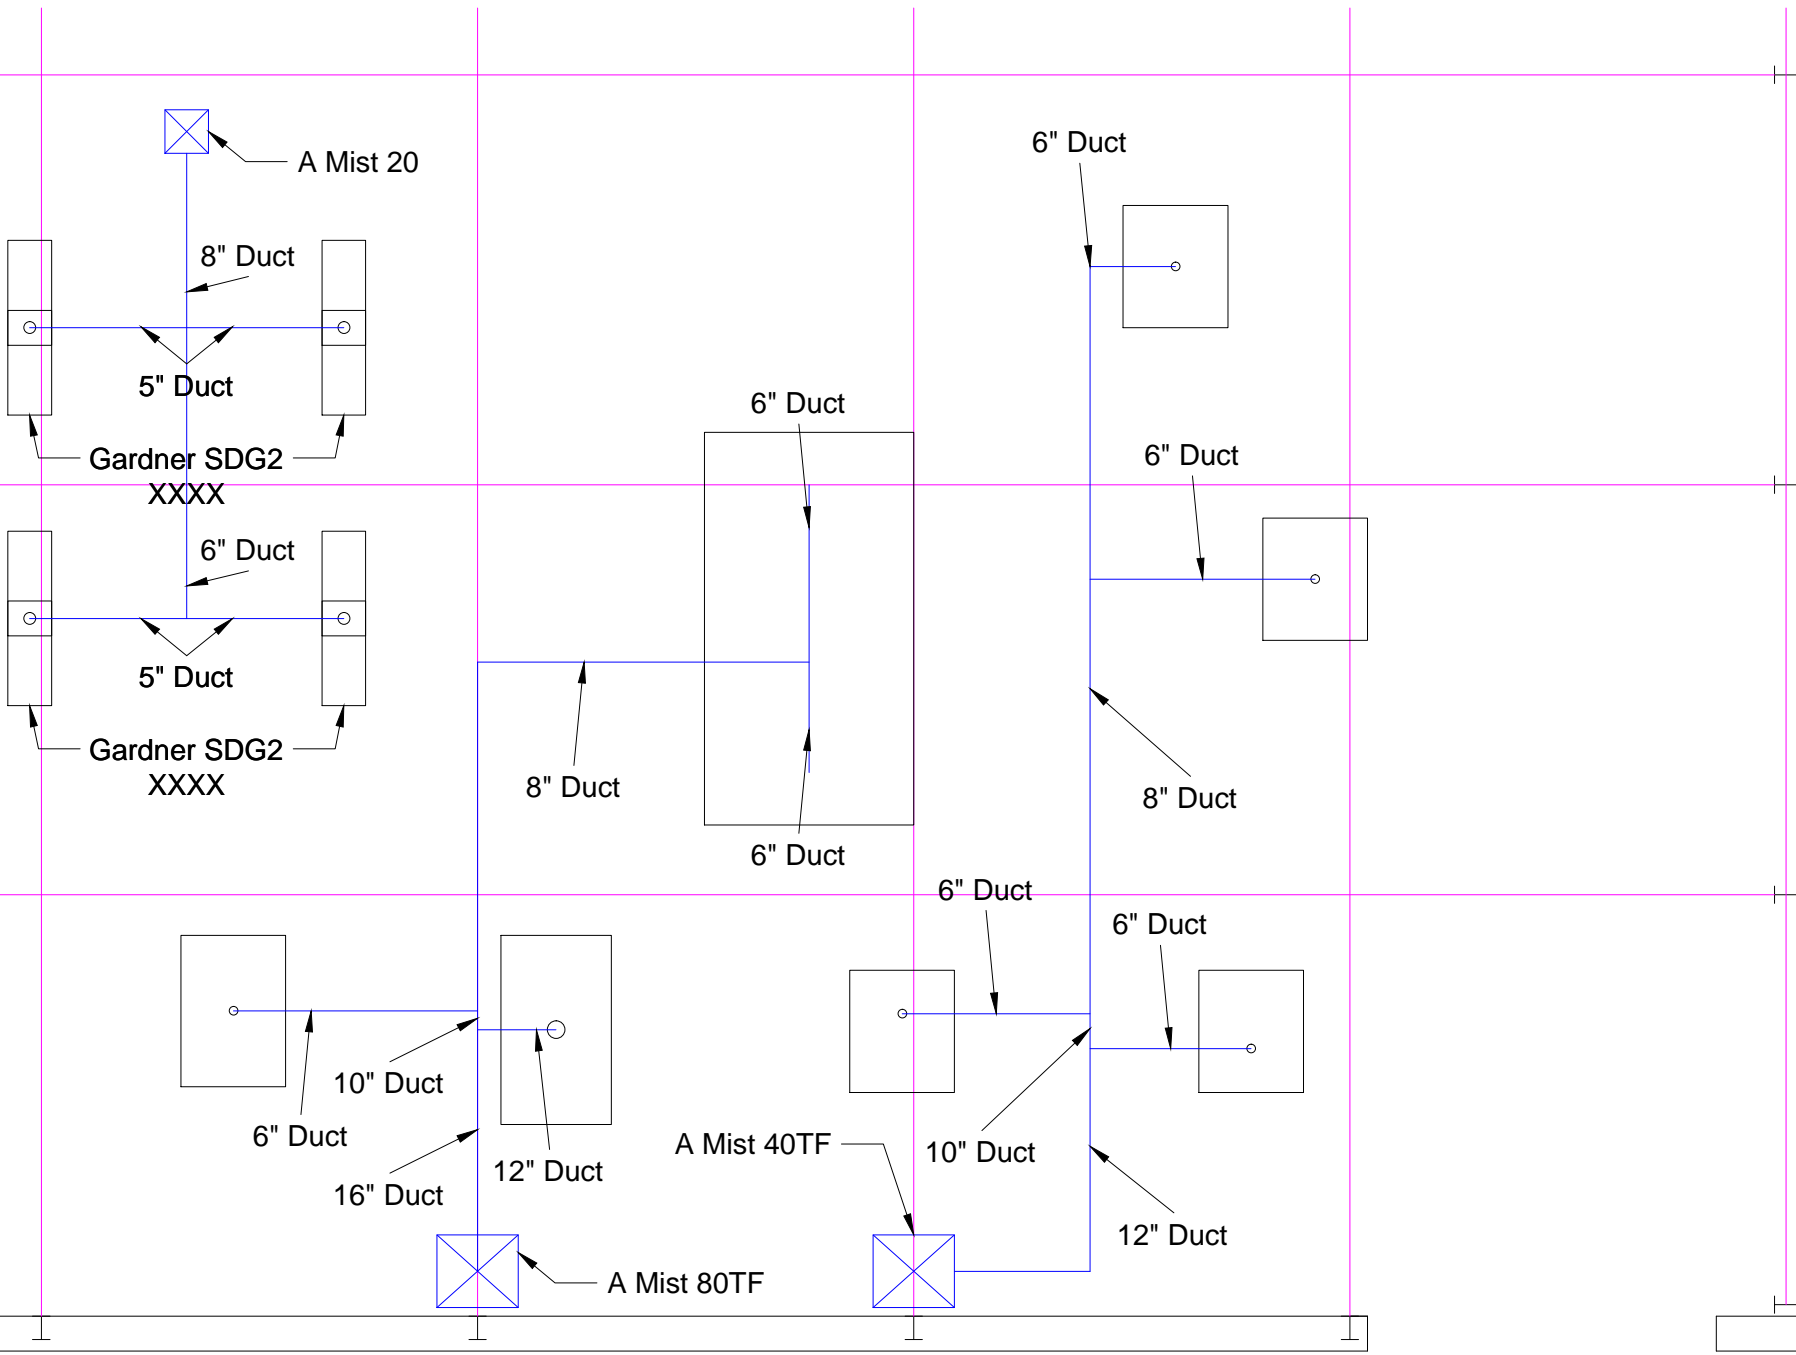 6" Duct
A Mist 20
8" Duct
5" Duct
6" Duct
Gardner SDG2
XXXX
6" Duct
6" Duct
5" Duct
Gardner SDG2
XXXX
8" Duct
8" Duct
6" Duct
6" Duct
6" Duct
10" Duct
6" Duct
A Mist 40TF
10" Duct
12" Duct
16" Duct
12" Duct
A Mist 80TF